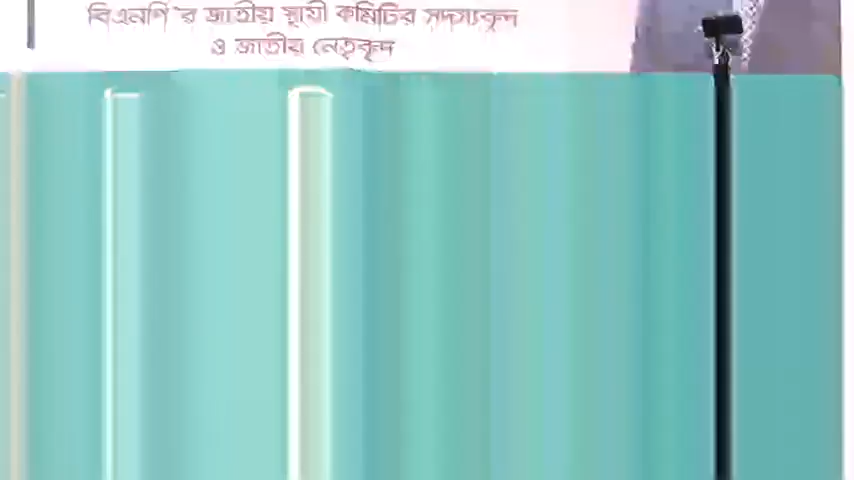 বিএনপি'র জাতীয় স্থায়ী কমিটির সদস্যবৃন্দ
ও জাতীয় নেতৃবৃন্দ